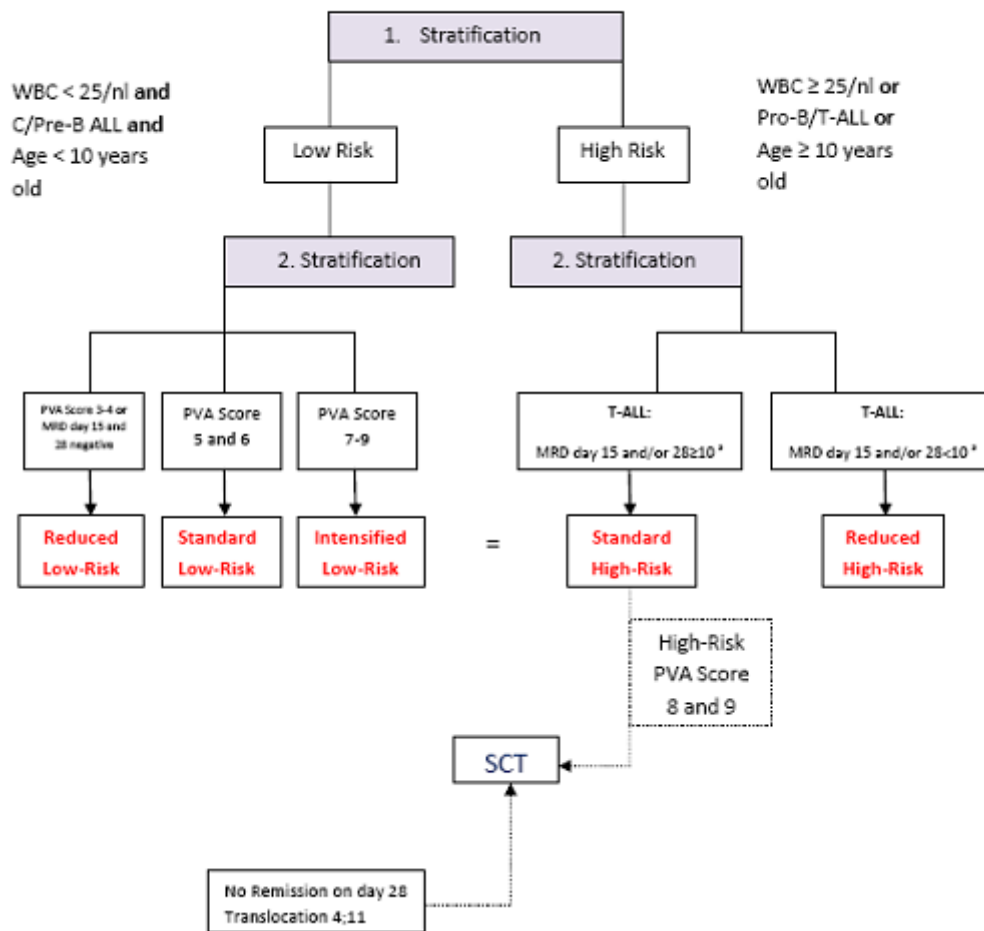 1. Stratification
WBC < 25/nl and
C/Pre-B ALL and
Age < 10 years
old
WBC ≥ 25/nl or
Pro-B/T-ALL or
Age ≥ 10 years
old
Low Risk
High Risk
2. Stratification
2. Stratification
PVA Score 3-4 or
MRD day 15 and
28 negative
PVA Score
5 and 6
PVA Score
7-9
T-ALL:
MRD day 15 and/or 28≥10
T-ALL:
MRD day 15 and/or 28<10
Reduced
Low-Risk
Standard
Low-Risk
Intensified
Low-Risk
=
Standard
High-Risk
Reduced
High-Risk
High-Risk
PVA Score
8 and 9
SCT
No Remission on day 28
Translocation 4;11